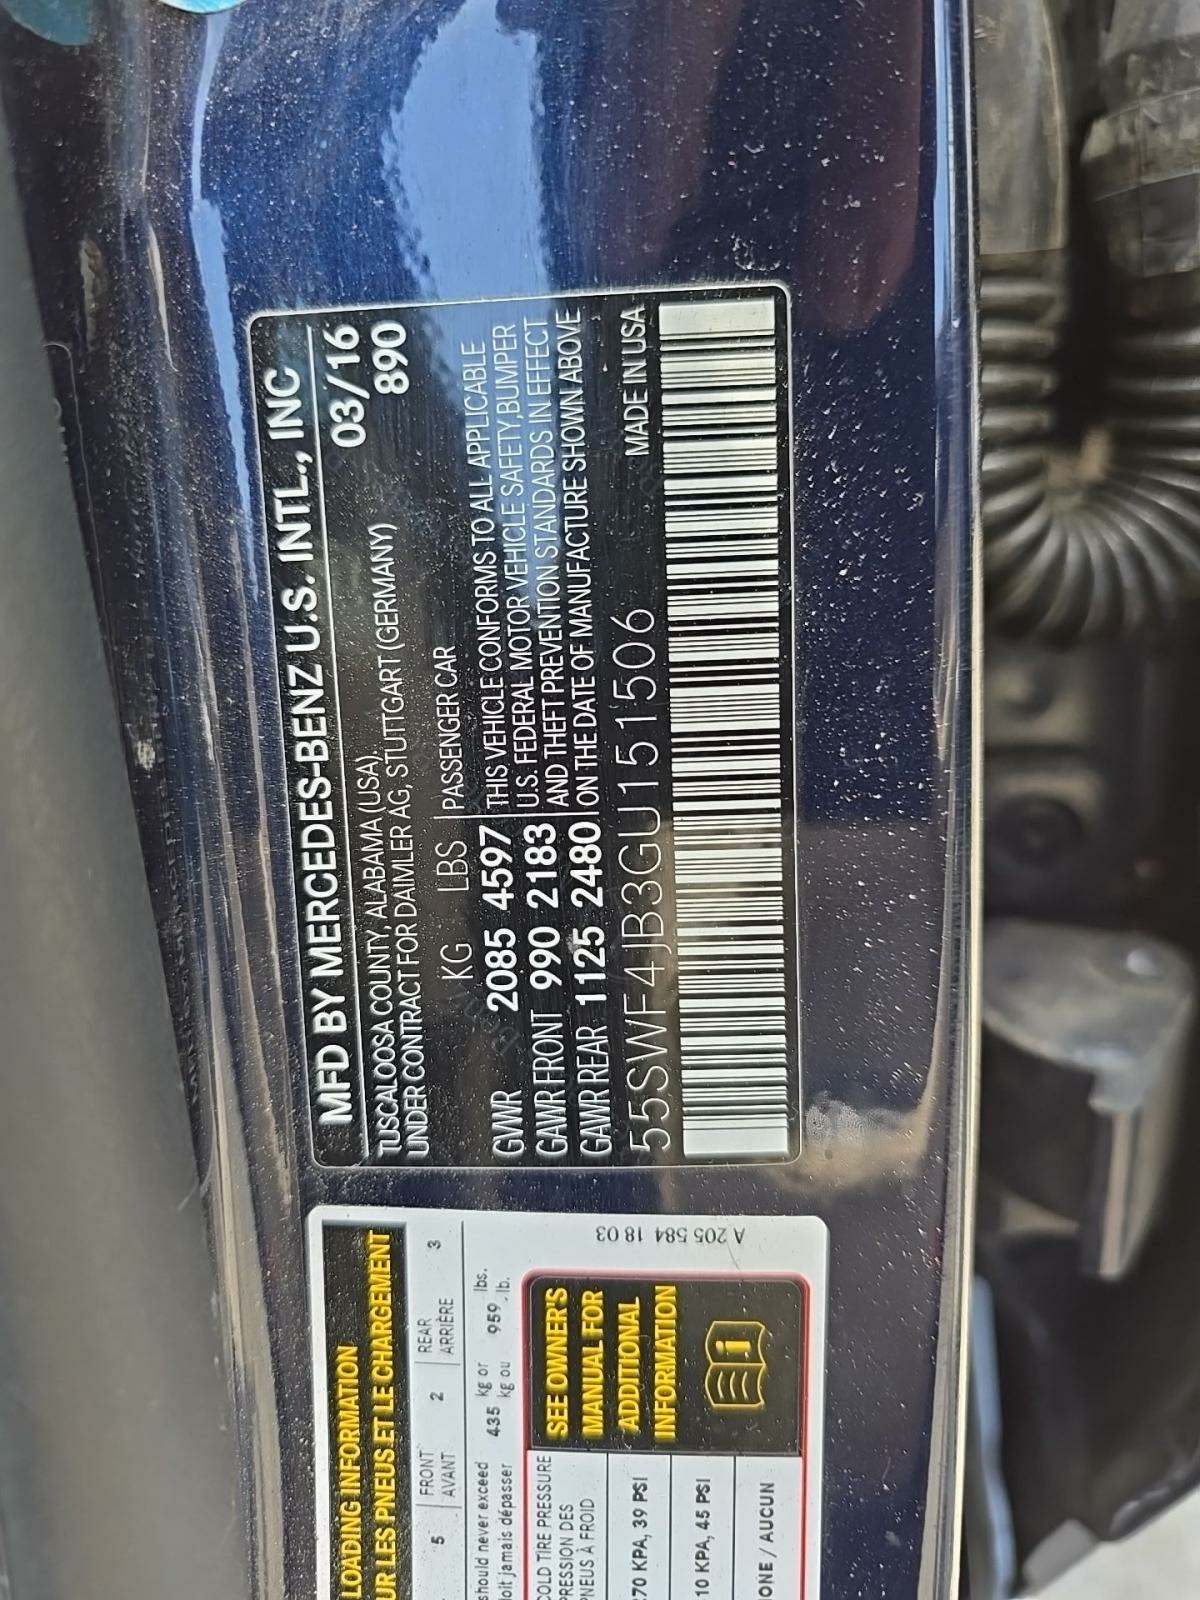 MFD BY MERCEDES-BENZ U.S. INTL., INC
TUSCALOOSA COUNTY, ALABAMA (USA). 03/16
UNDER CONTRACT FOR DAIMLER AG, STUTTGART (GERMANY) 890
KG LBS PASSENGER CAR
GVWR 2085 4597 THIS VEHICLE CONFORMS TO ALL APPLICABLE
U.S. FEDERAL MOTOR VEHICLE SAFETY,BUMPER
GAWR FRONT 990 2183 AND THEFT PREVENTION STANDARDS IN EFFECT
GAWR REAR 1125 2480 ON THE DATE OF MANUFACTURE SHOWN ABOVE
55SWF4JB3GU151506 MADE IN USA
LOADING INFORMATION
UR LES PNEUS ET LE CHARGEMENT
5 FRONT 2 REAR 3
AVANT ARRIÈRE
should never exceed 435 kg or 959 lbs.
doit jamais dépasser kg ou lb.
COLD TIRE PRESSURE
PRESSION DES
PNEUS À FROID
70 KPA, 39 PSI
10 KPA, 45 PSI
ONE / AUCUN
SEE OWNER'S
MANUAL FOR
ADDITIONAL
INFORMATION
A 205 584 18 03